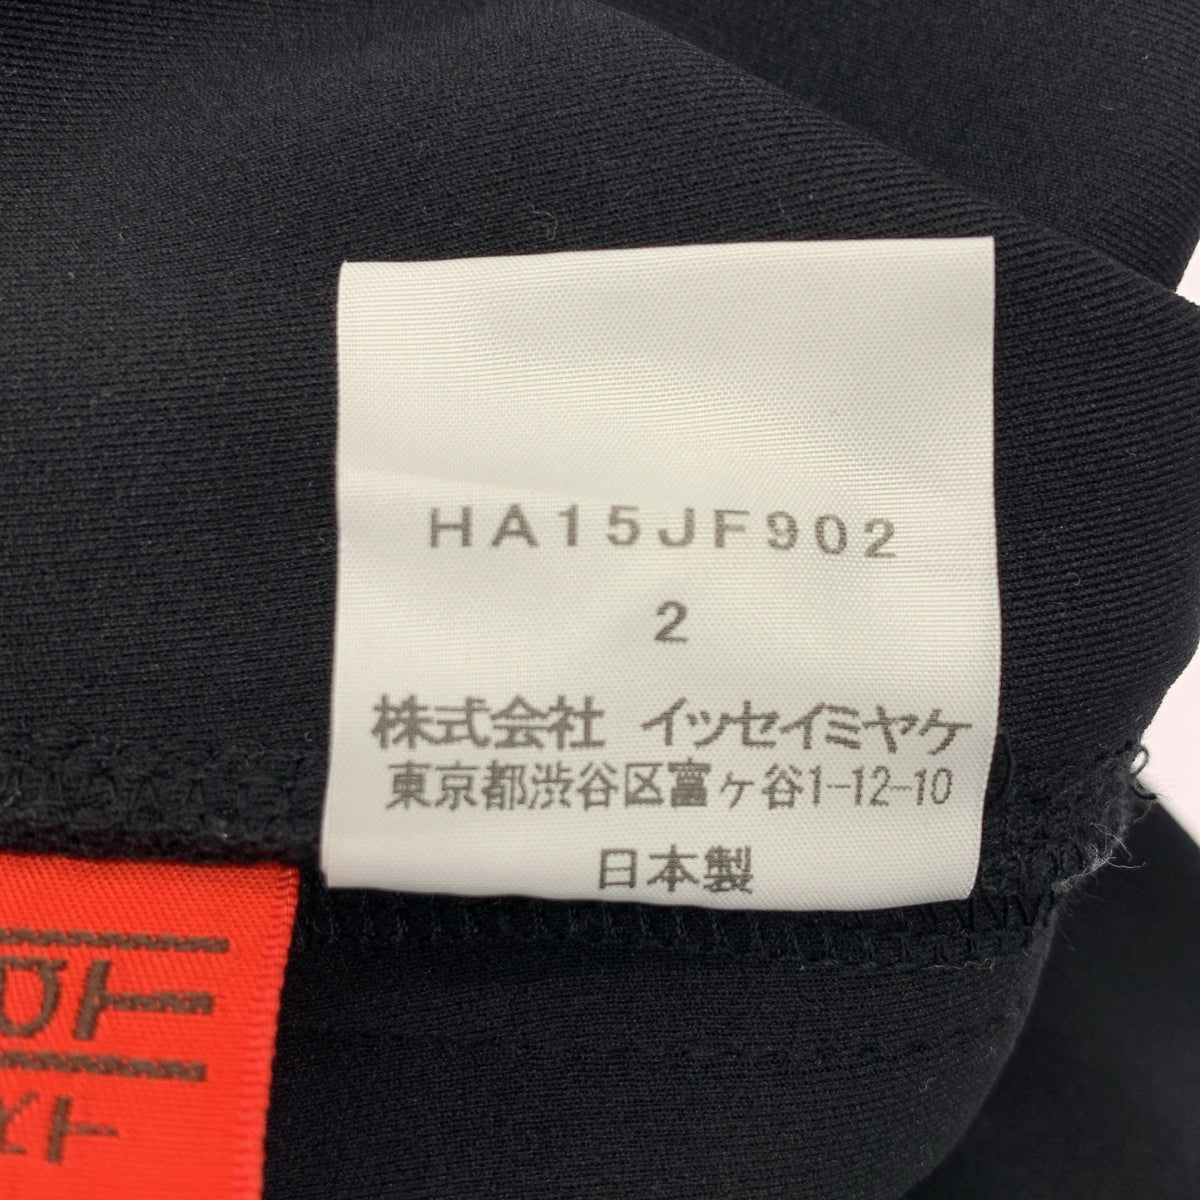 HA15JF902
2
株式会社 イッセイミヤケ
東京都渋谷区富ヶ谷1-12-10
日本製